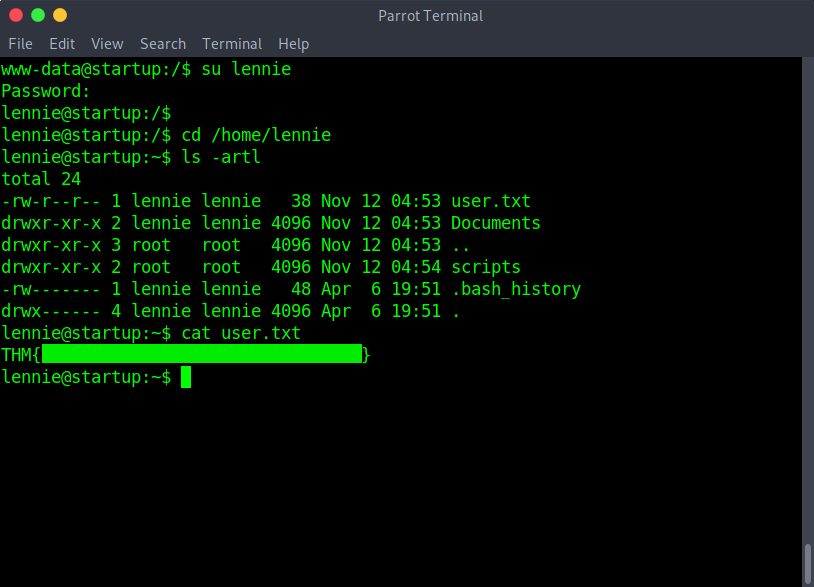 Parrot Terminal
File Edit View Search Terminal Help
www-data@startup:/$ su lennie
Password:
lennie@startup:/$
lennie@startup:/$ cd /home/lennie
lennie@startup:~$ ls -artl
total 24
-rw-r--r-- 1 lennie lennie   38 Nov 12 04:53 user.txt
drwxr-xr-x 2 lennie lennie 4096 Nov 12 04:53 Documents
drwxr-xr-x 3 root   root   4096 Nov 12 04:53 ..
drwxr-xr-x 2 root   root   4096 Nov 12 04:54 scripts
-rw------- 1 lennie lennie   48 Apr  6 19:51 .bash_history
drwx------ 4 lennie lennie 4096 Apr  6 19:51 .
lennie@startup:~$ cat user.txt
THM{ }
lennie@startup:~$